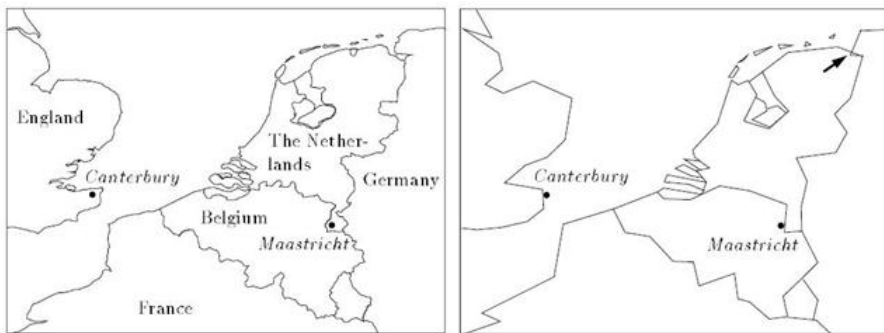 England
Canterbury
The Nether-
lands
Germany
Belgium
Maastricht
France
Canterbury
Maastricht